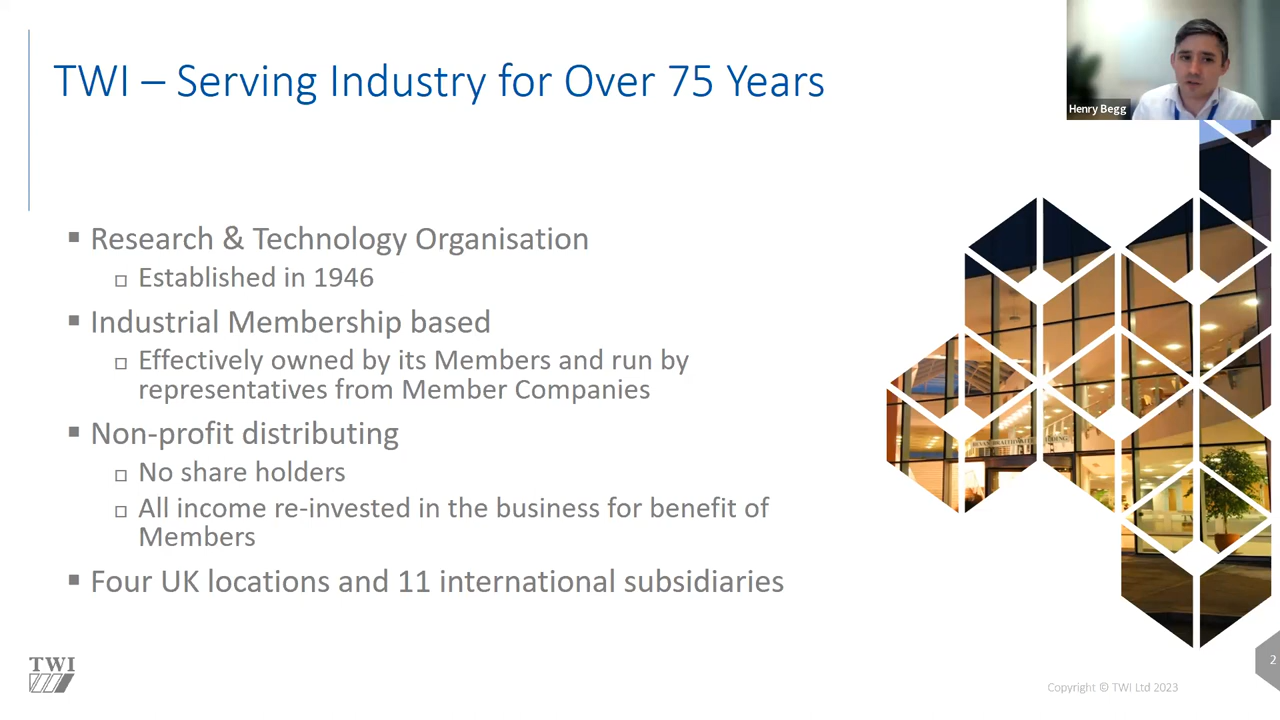 TWI – Serving Industry for Over 75 Years
Henry Begg
▪ Research & Technology Organisation
▫ Established in 1946
▪ Industrial Membership based
▫ Effectively owned by its Members and run by
representatives from Member Companies
▪ Non-profit distributing
▫ No share holders
▫ All income re-invested in the business for benefit of
Members
▪ Four UK locations and 11 international subsidiaries
TWI
Copyright © TWI Ltd 2023
2